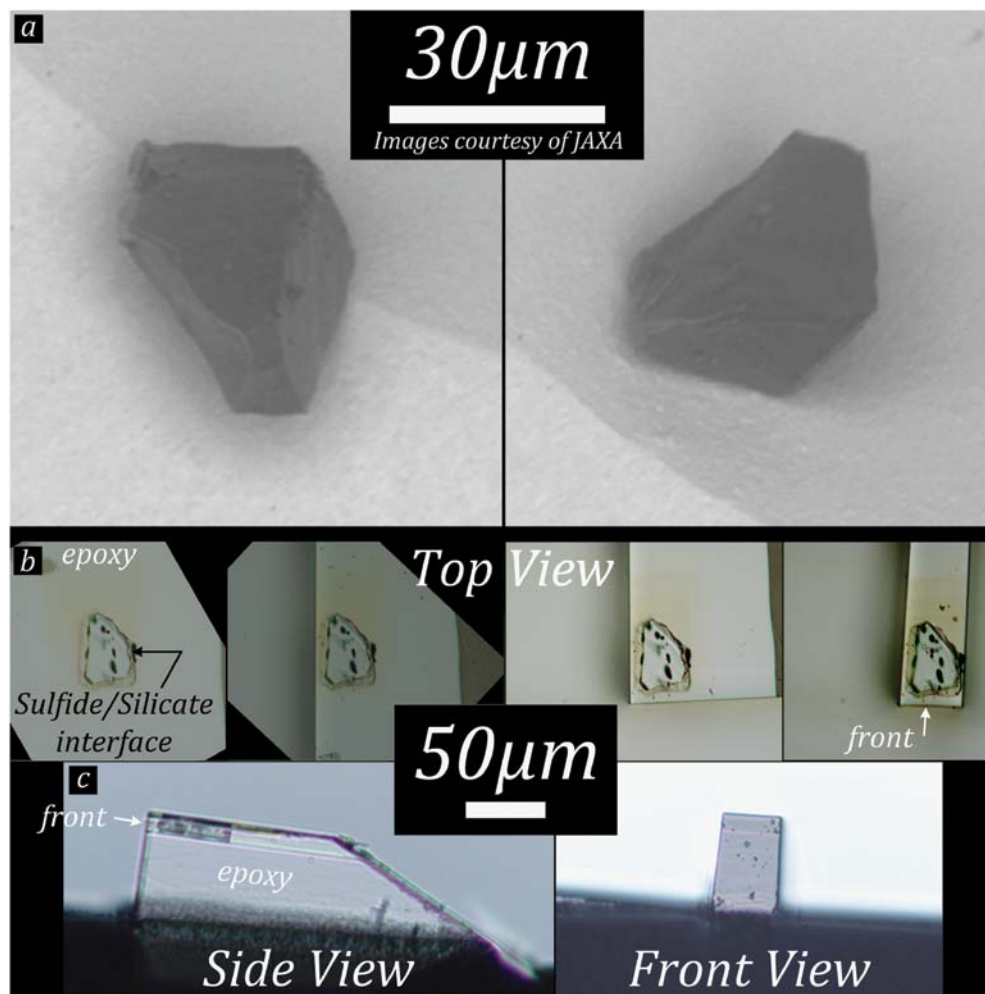 a
30μm
Images courtesy of JAXA
b
epoxy
Top View
Sulfide/Silicate
interface
front
50μm
c
front
epoxy
Side View
Front View